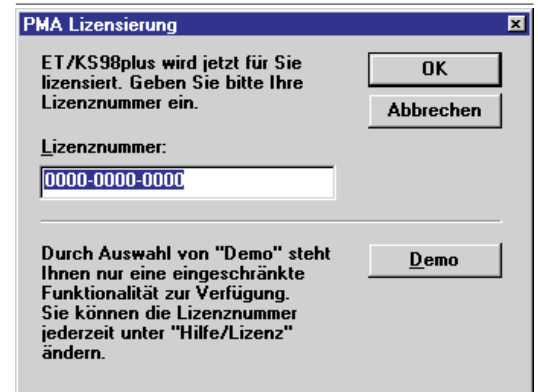 PMA Lizensierung
ET/KS98plus wird jetzt für Sie
lizensiert. Geben Sie bitte Ihre
Lizenznummer ein.
OK
Abbrechen
Lizenznummer:
0000-0000-0000
Durch Auswahl von "Demo" steht
Ihnen nur eine eingeschränkte
Funktionalität zur Verfügung.
Sie können die Lizenznummer
jederzeit unter "Hilfe/Lizenz"
ändern.
Demo